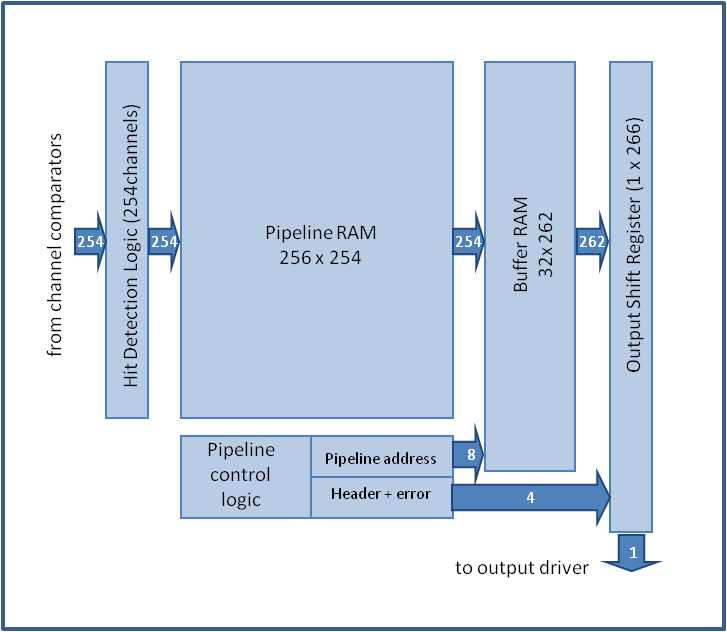 from channel comparators
254
Hit Detection Logic (254channels)
254
Pipeline RAM
256 x 254
254
Buffer RAM
32x 262
262
Output Shift Register (1 x 266)
Pipeline
control
logic
Pipeline address
8
Header + error
4
1
to output driver